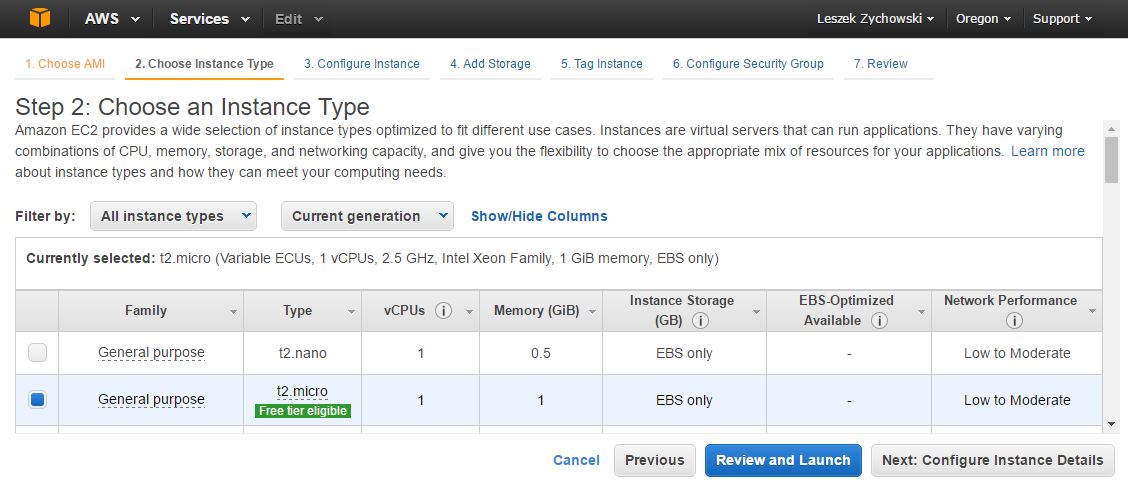 AWS Services Edit Leszek Zychowski Oregon Support
1. Choose AMI 2. Choose Instance Type 3. Configure Instance 4. Add Storage 5. Tag Instance 6. Configure Security Group 7. Review
Step 2: Choose an Instance Type
Amazon EC2 provides a wide selection of instance types optimized to fit different use cases. Instances are virtual servers that can run applications. They have varying
combinations of CPU, memory, storage, and networking capacity, and give you the flexibility to choose the appropriate mix of resources for your applications. Learn more
about instance types and how they can meet your computing needs.
Filter by: All instance types Current generation Show/Hide Columns
Currently selected: t2.micro (Variable ECUs, 1 vCPUs, 2.5 GHz, Intel Xeon Family, 1 GiB memory, EBS only)
Family Type vCPUs i Memory (GiB) Instance Storage (GB) i EBS-Optimized Available i Network Performance i
General purpose t2.nano 1 0.5 EBS only - Low to Moderate
General purpose t2.micro 1 1 EBS only - Low to Moderate
Free tier eligible
Cancel Previous Review and Launch Next: Configure Instance Details